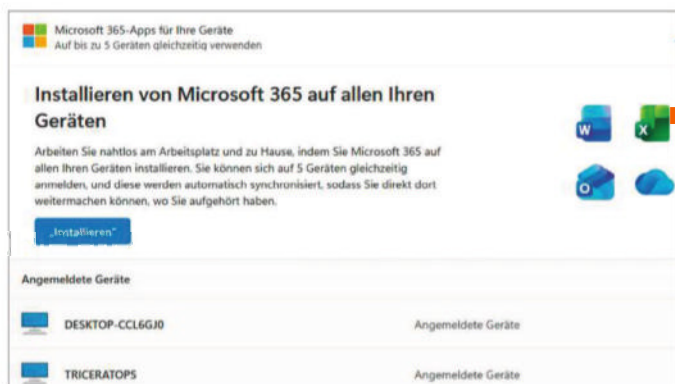 Microsoft 365-Apps für Ihre Geräte
Auf bis zu 5 Geräten gleichzeitig verwenden
Installieren von Microsoft 365 auf allen Ihren
Geräten
Arbeiten Sie nahtlos am Arbeitsplatz und zu Hause, indem Sie Microsoft 365 auf
allen Ihren Geräten installieren. Sie können sich auf 5 Geräten gleichzeitig
anmelden, und diese werden automatisch synchronisiert, sodass Sie direkt dort
weitermachen können, wo Sie aufgehört haben.
W X
O
„Installieren“
Angemeldete Geräte
DESKTOP-CCL6GJ0 Angemeldete Geräte
TRICERATOPS Angemeldete Geräte